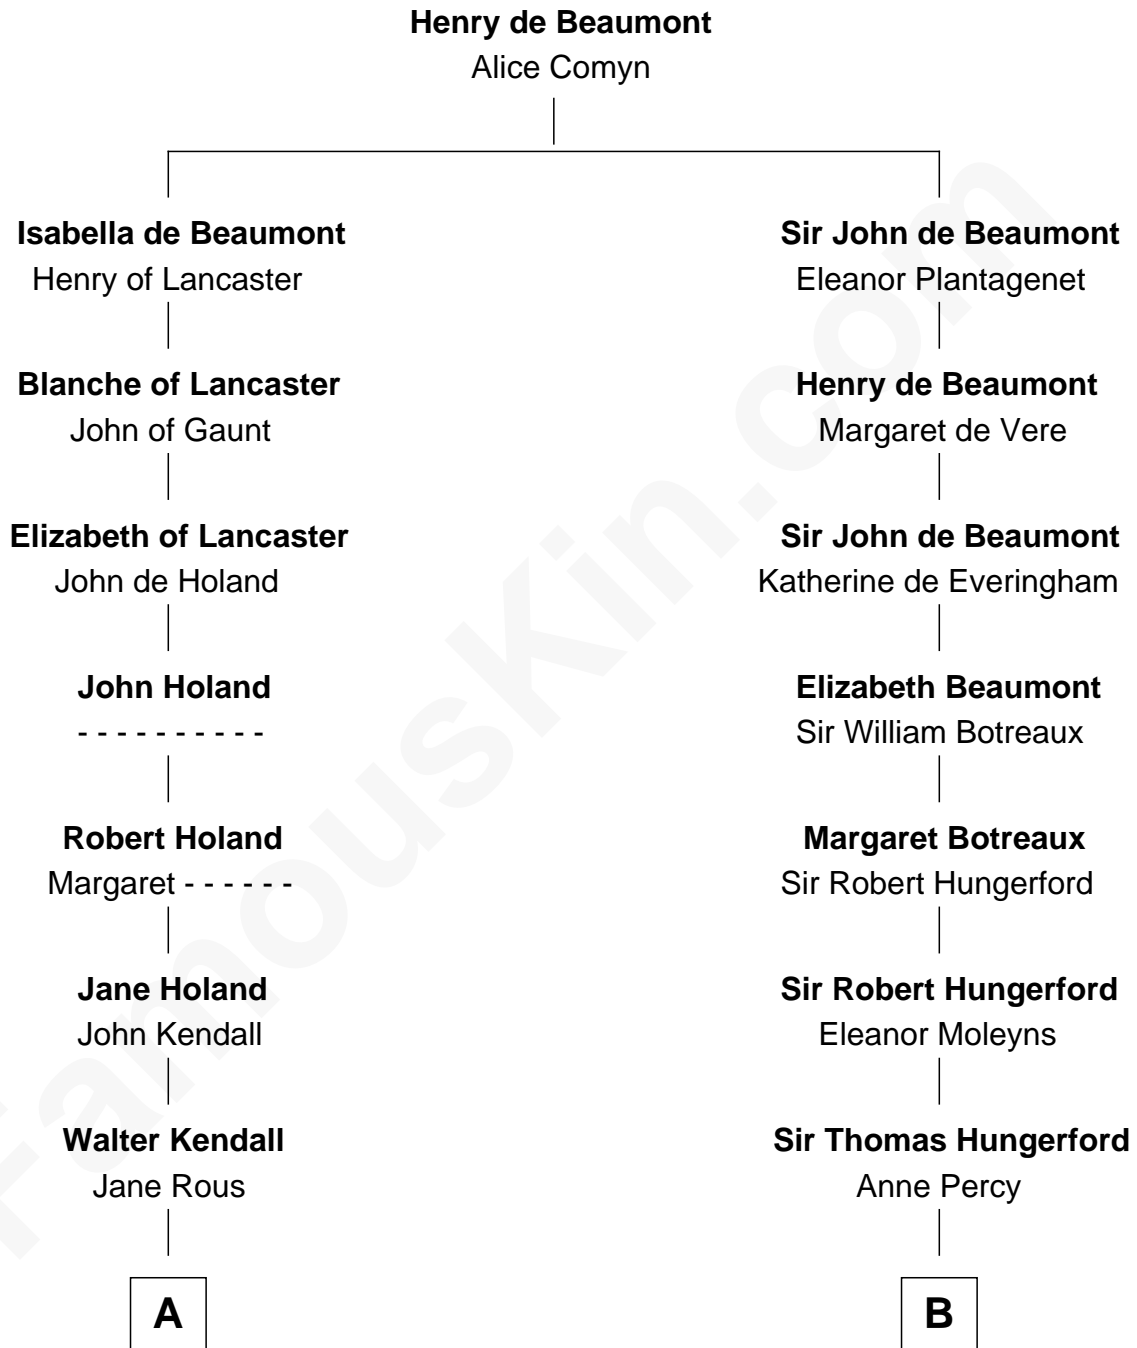 Henry de Beaumont
Alice Comyn
Isabella de Beaumont
Henry of Lancaster
Sir John de Beaumont
Eleanor Plantagenet
Blanche of Lancaster
John of Gaunt
Henry de Beaumont
Margaret de Vere
Elizabeth of Lancaster
John de Holand
Sir John de Beaumont
Katherine de Everingham
John Holand
- - - - - - - - - -
Elizabeth Beaumont
Sir William Botreaux
Robert Holand
Margaret - - - - - -
Margaret Botreaux
Sir Robert Hungerford
Jane Holand
John Kendall
Sir Robert Hungerford
Eleanor Moleyns
Walter Kendall
Jane Rous
Sir Thomas Hungerford
Anne Percy
A
B
FamousKin.com